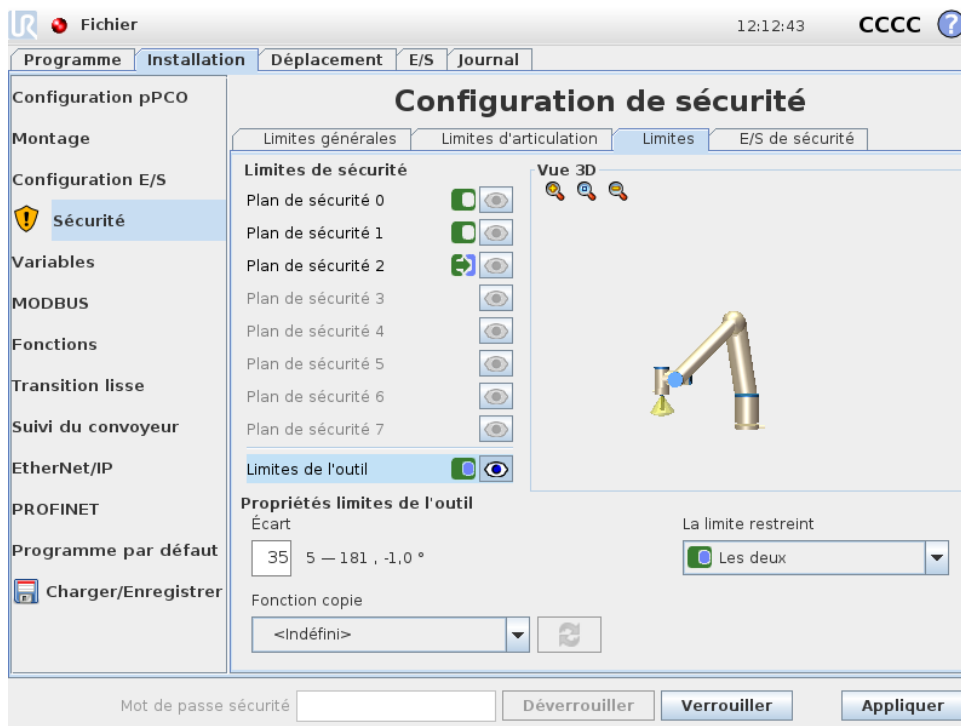 UR Fichier 12:12:43 CCCC ?
Programme Installation Déplacement E/S Journal
Configuration pPCO
Montage
Configuration E/S
Sécurité
Variables
MODBUS
Fonctions
Transition lisse
Suivi du convoyeur
EtherNet/IP
PROFINET
Programme par défaut
Charger/Enregistrer
Configuration de sécurité
Limites générales Limites d'articulation Limites E/S de sécurité
Limites de sécurité
Plan de sécurité 0
Plan de sécurité 1
Plan de sécurité 2
Plan de sécurité 3
Plan de sécurité 4
Plan de sécurité 5
Plan de sécurité 6
Plan de sécurité 7
Limites de l'outil
Vue 3D
Propriétés limites de l'outil
Écart
35 5 — 181 , -1,0 °
La limite restreint
Les deux
Fonction copie
<Indéfini>
Mot de passe sécurité Déverrouiller Verrouiller Appliquer